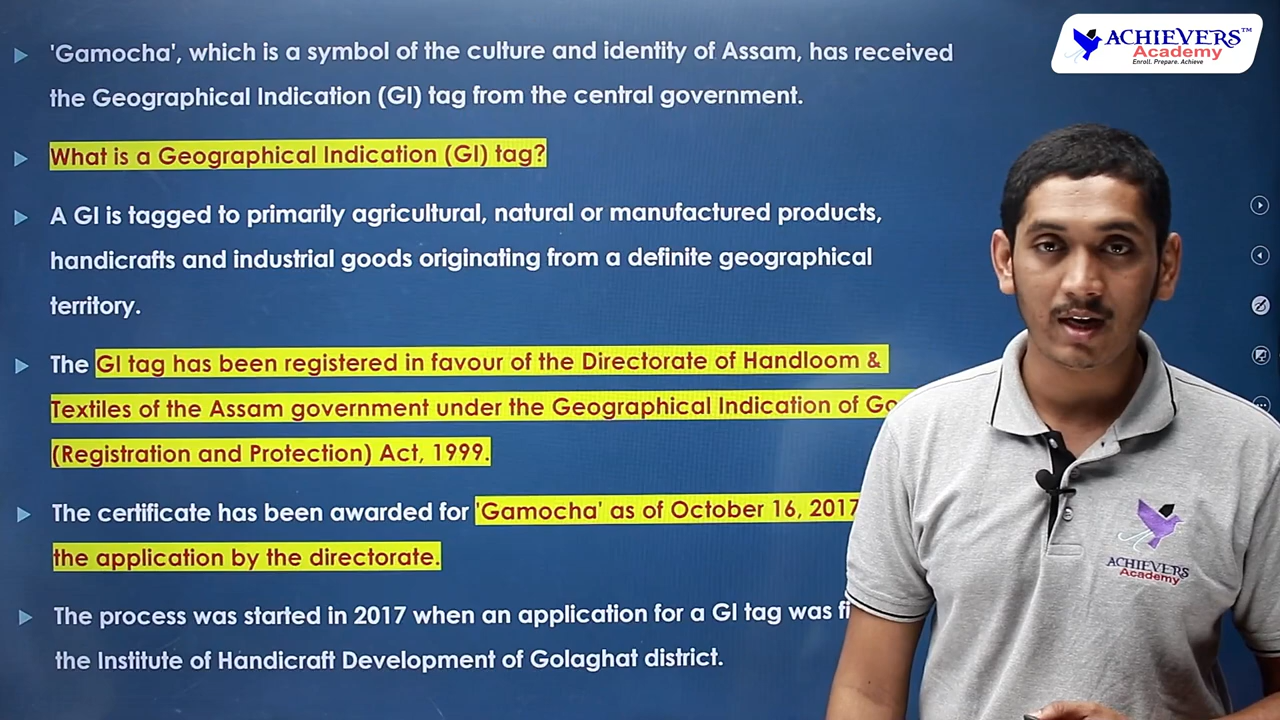 'Gamocha', which is a symbol of the culture and identity of Assam, has received
the Geographical Indication (GI) tag from the central government.
What is a Geographical Indication (GI) tag?
A GI is tagged to primarily agricultural, natural or manufactured products,
handicrafts and industrial goods originating from a definite geographical
territory.
The GI tag has been registered in favour of the Directorate of Handloom &
Textiles of the Assam government under the Geographical Indication of
(Registration and Protection) Act, 1999.
The certificate has been awarded for 'Gamocha' as of October 16, 2017
the application by the directorate.
The process was started in 2017 when an application for a GI tag was
the Institute of Handicraft Development of Golaghat district.
ACHIEVERS™
Academy
Enroll. Prepare. Achieve
ACHIEVERS
Academy